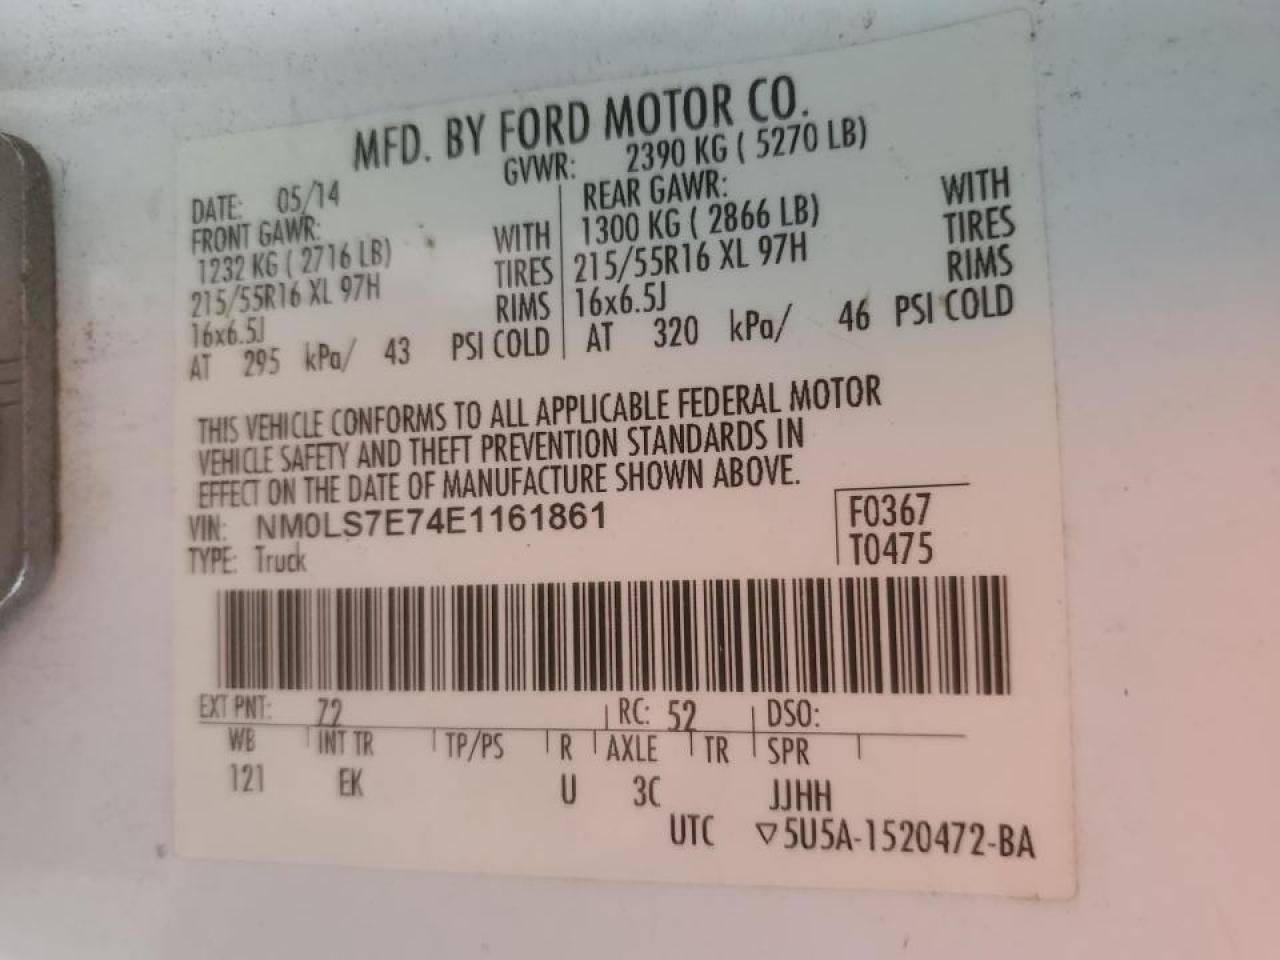 MFD. BY FORD MOTOR CO.
DATE: 05/14 GVWR: 2390 KG ( 5270 LB)
FRONT GAWR: REAR GAWR:
1232 KG ( 2716 LB) WITH 1300 KG ( 2866 LB) WITH
215/55R16 XL 97H TIRES 215/55R16 XL 97H TIRES
16x6.5J RIMS 16x6.5J RIMS
AT 295 kPa/ 43 PSI COLD AT 320 kPa/ 46 PSI COLD
THIS VEHICLE CONFORMS TO ALL APPLICABLE FEDERAL MOTOR
VEHICLE SAFETY AND THEFT PREVENTION STANDARDS IN
EFFECT ON THE DATE OF MANUFACTURE SHOWN ABOVE.
VIN: NM0LS7E74E1161861 F0367
TYPE: Truck T0475
EXT PNT: 72 RC: 52 DSO:
WB INT TR TP/PS R AXLE TR SPR
121 EK U 3C JJHH
UTC ▽5U5A-1520472-BA